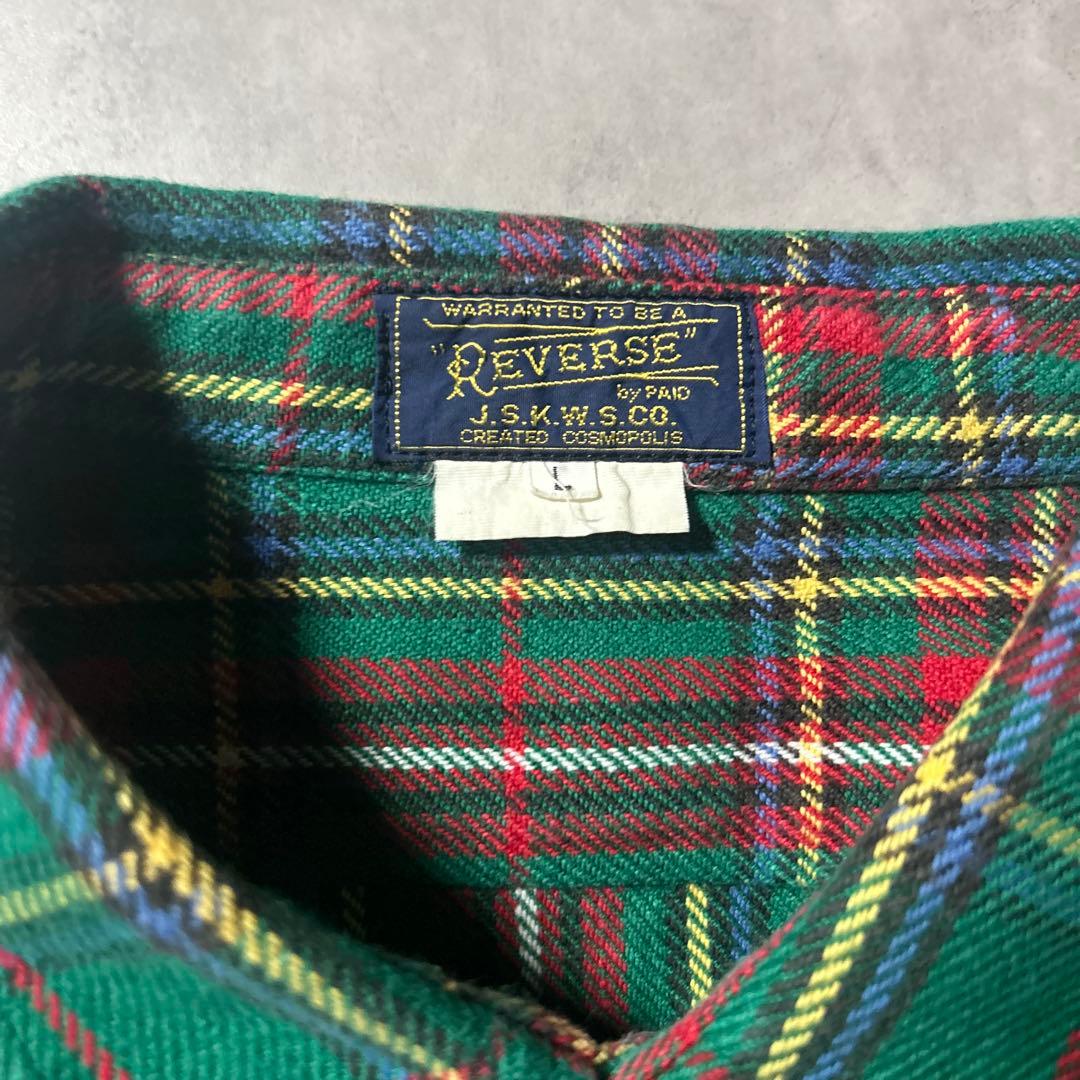 WARRANTED TO BE A
"REVERSE"
by PAID
J.S.K.W.S.CO.
CREATED COSMOPOLIS
L